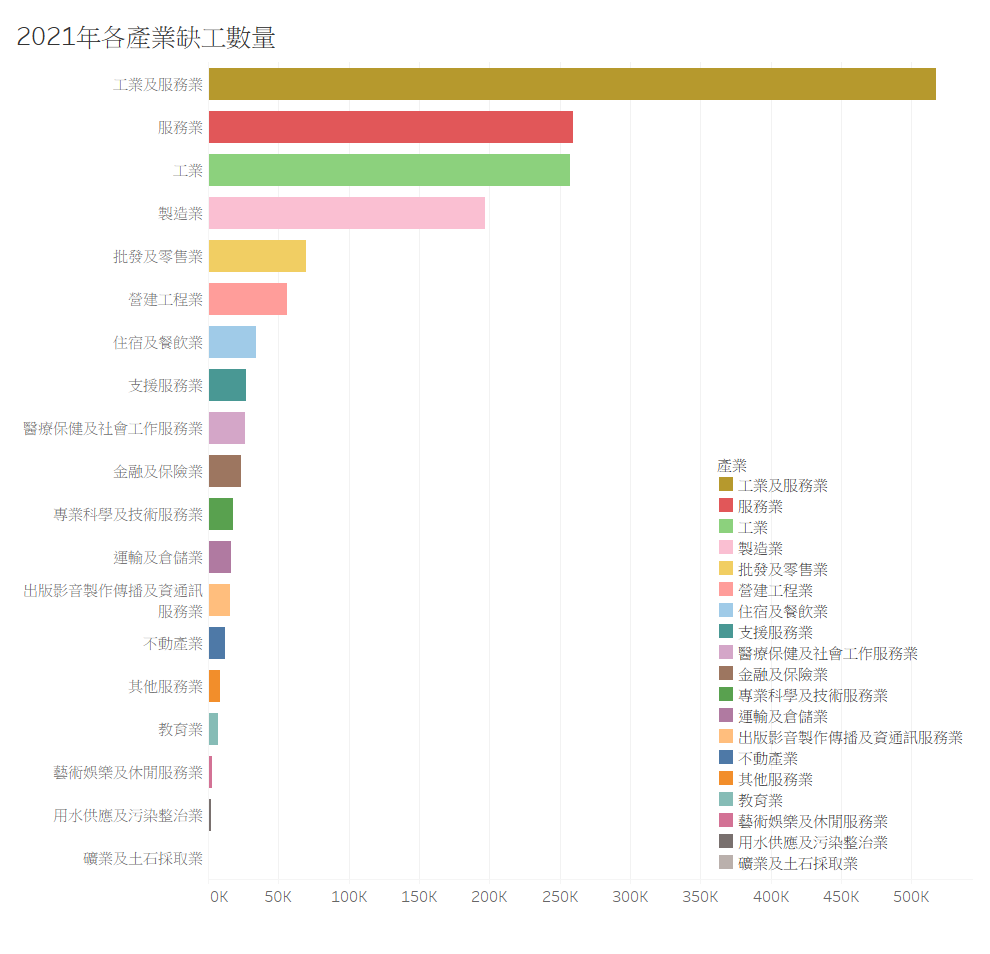 2021年各產業缺工數量
工業及服務業
服務業
工業
製造業
批發及零售業
營建工程業
住宿及餐飲業
支援服務業
醫療保健及社會工作服務業
金融及保險業
專業科學及技術服務業
運輸及倉儲業
出版影音製作傳播及資通訊
服務業
不動產業
其他服務業
教育業
藝術娛樂及休閒服務業
用水供應及污染整治業
礦業及土石採取業
0K 50K 100K 150K 200K 250K 300K 350K 400K 450K 500K
產業
工業及服務業
服務業
工業
製造業
批發及零售業
營建工程業
住宿及餐飲業
支援服務業
醫療保健及社會工作服務業
金融及保險業
專業科學及技術服務業
運輸及倉儲業
出版影音製作傳播及資通訊服務業
不動產業
其他服務業
教育業
藝術娛樂及休閒服務業
用水供應及污染整治業
礦業及土石採取業